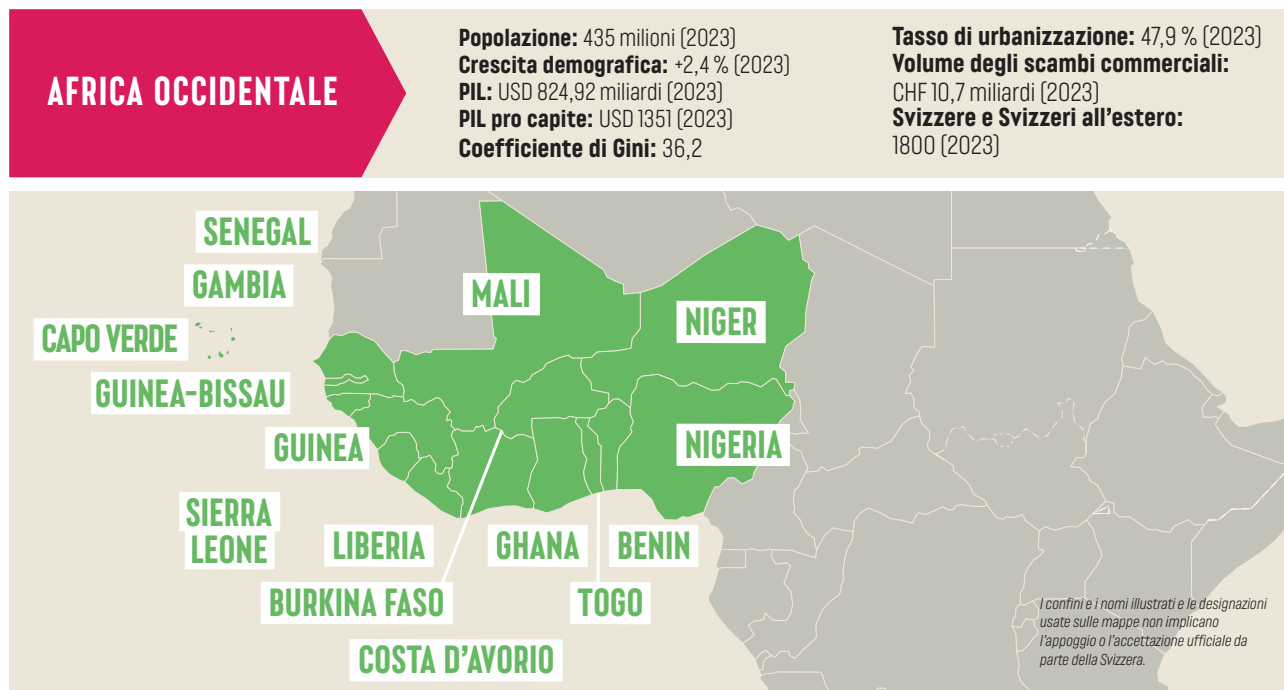 AFRICA OCCIDENTALE
Popolazione: 435 milioni (2023)
Crescita demografica: +2,4 % (2023)
PIL: USD 824,92 miliardi (2023)
PIL pro capite: USD 1351 (2023)
Coefficiente di Gini: 36,2
Tasso di urbanizzazione: 47,9 % (2023)
Volume degli scambi commerciali:
CHF 10,7 miliardi (2023)
Svizzere e Svizzeri all’estero:
1800 (2023)
SENEGAL
GAMBIA
MALI
CAPO VERDE
NIGER
GUINEA-BISSAU
GUINEA
NIGERIA
SIERRA
LEONE
LIBERIA
GHANA
BENIN
BURKINA FASO
TOGO
COSTA D’AVORIO
I confini e i nomi illustrati e le designazioni
usate sulle mappe non implicano
l’appoggio o l’accettazione ufficiale da
parte della Svizzera.